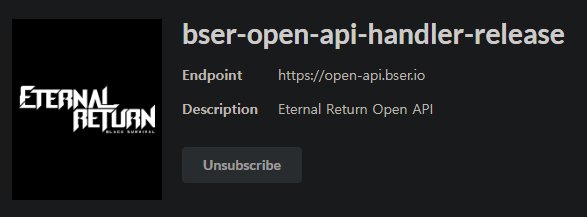 ETERNAL
RETURN
BLACK SURVIVAL
bser-open-api-handler-release
Endpoint https://open-api.bser.io
Description Eternal Return Open API
Unsubscribe